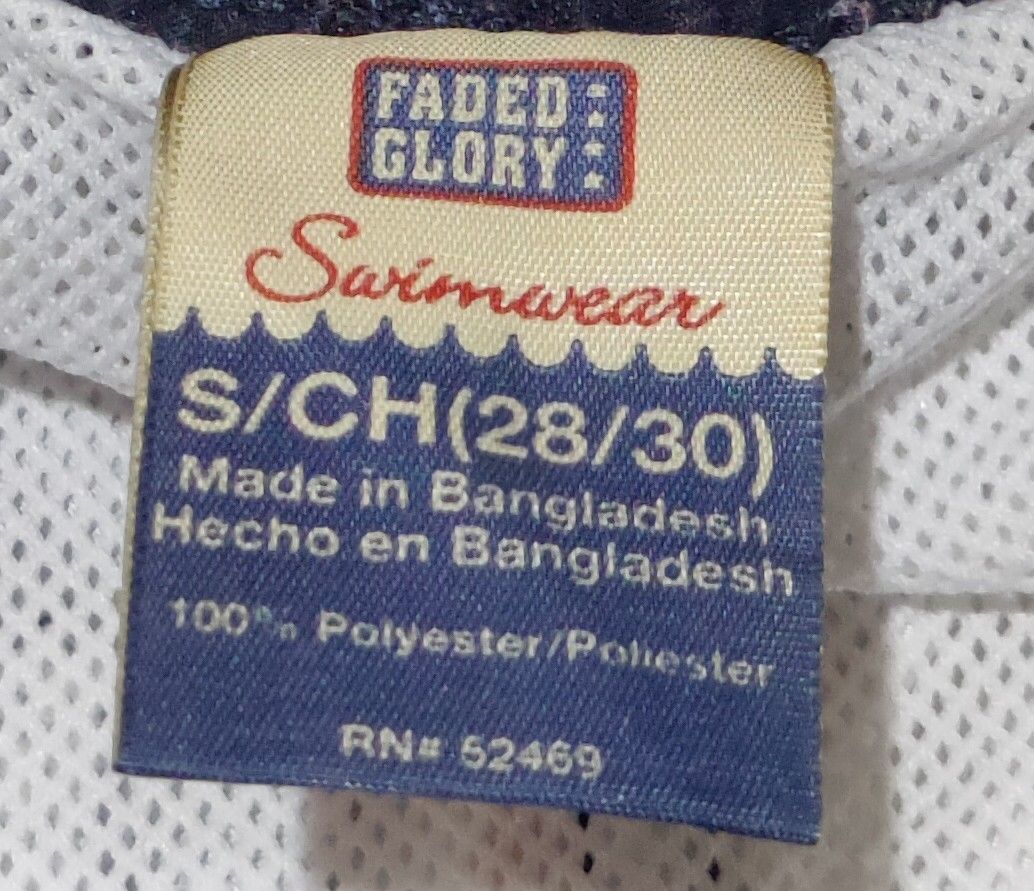 FADED
GLORY
Swimwear
S/CH(28/30)
Made in Bangladesh
Hecho en Bangladesh
100% Polyester/Poliester
RN# 52469